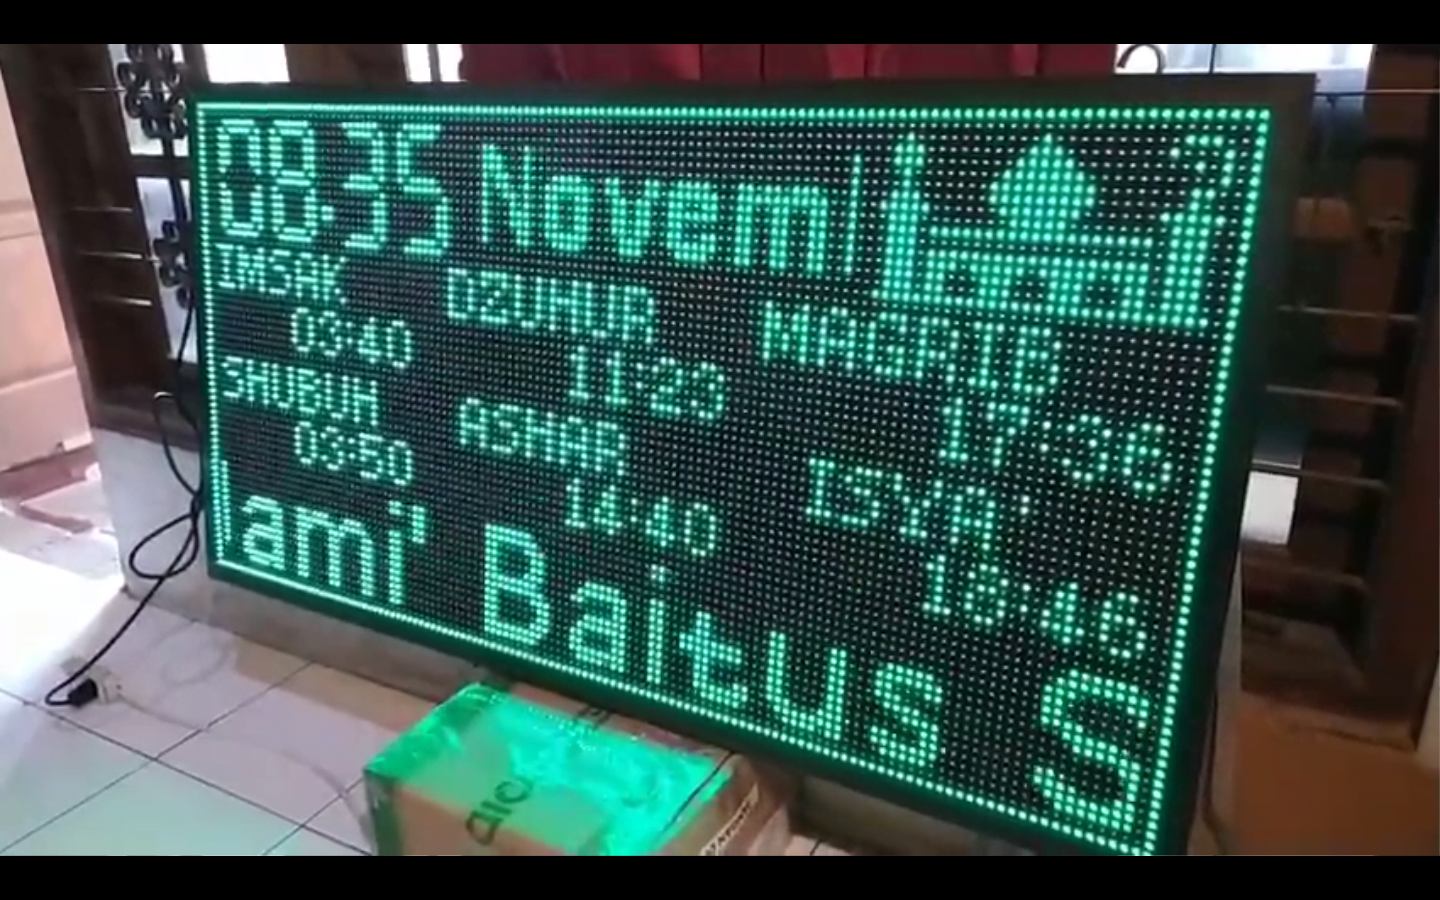 08:35 Novem
IMSAK
03:40
DZUHUR
11:23
MAGRIB
17:36
SHUBUH
03:50
ASHAR
14:40
ISYA'
18:46
ami' Baitus S